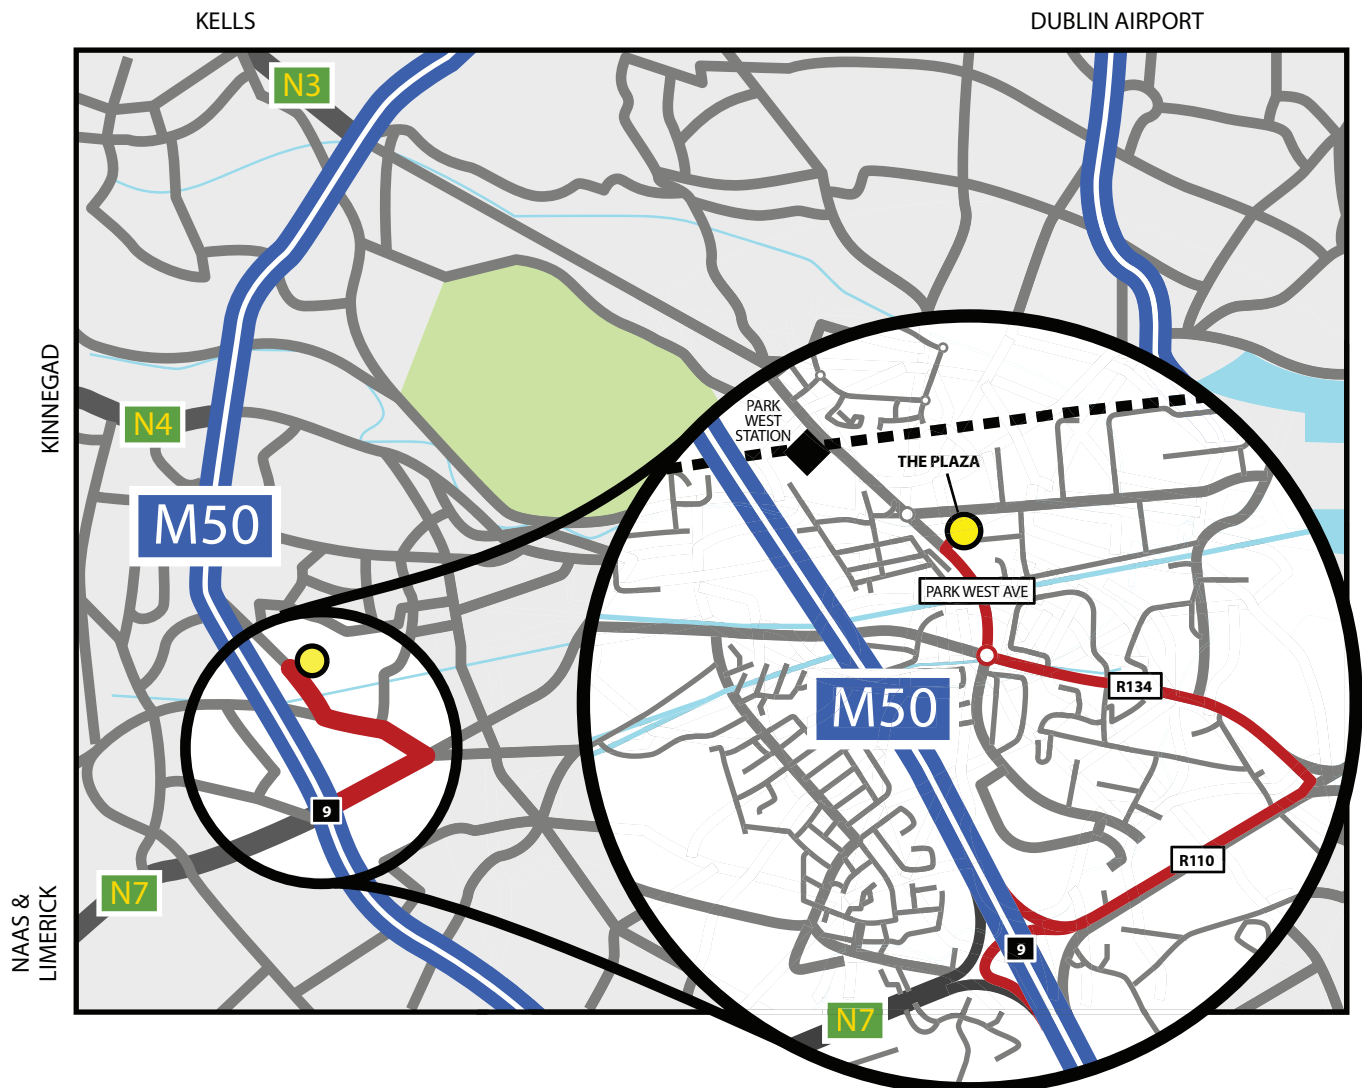 KELLS
DUBLIN AIRPORT
N3
KINNEGAD
N4
PARK
WEST
STATION
THE PLAZA
M50
PARK WEST AVE
R134
M50
9
R110
N7
NAAS &
LIMERICK
9
N7